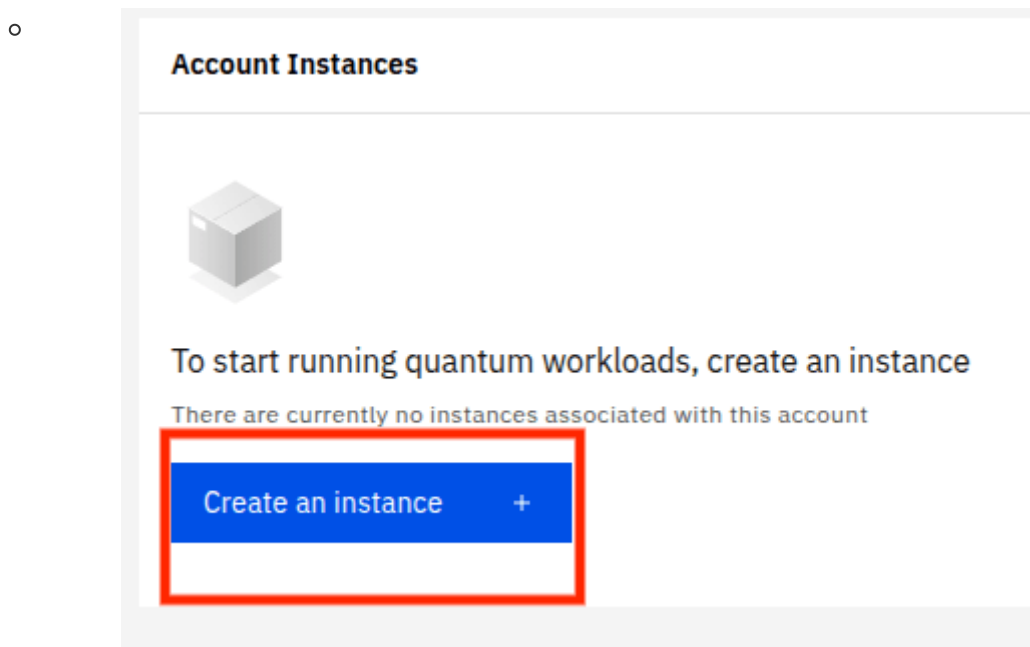 Account Instances
To start running quantum workloads, create an instance
There are currently no instances associated with this account
Create an instance +